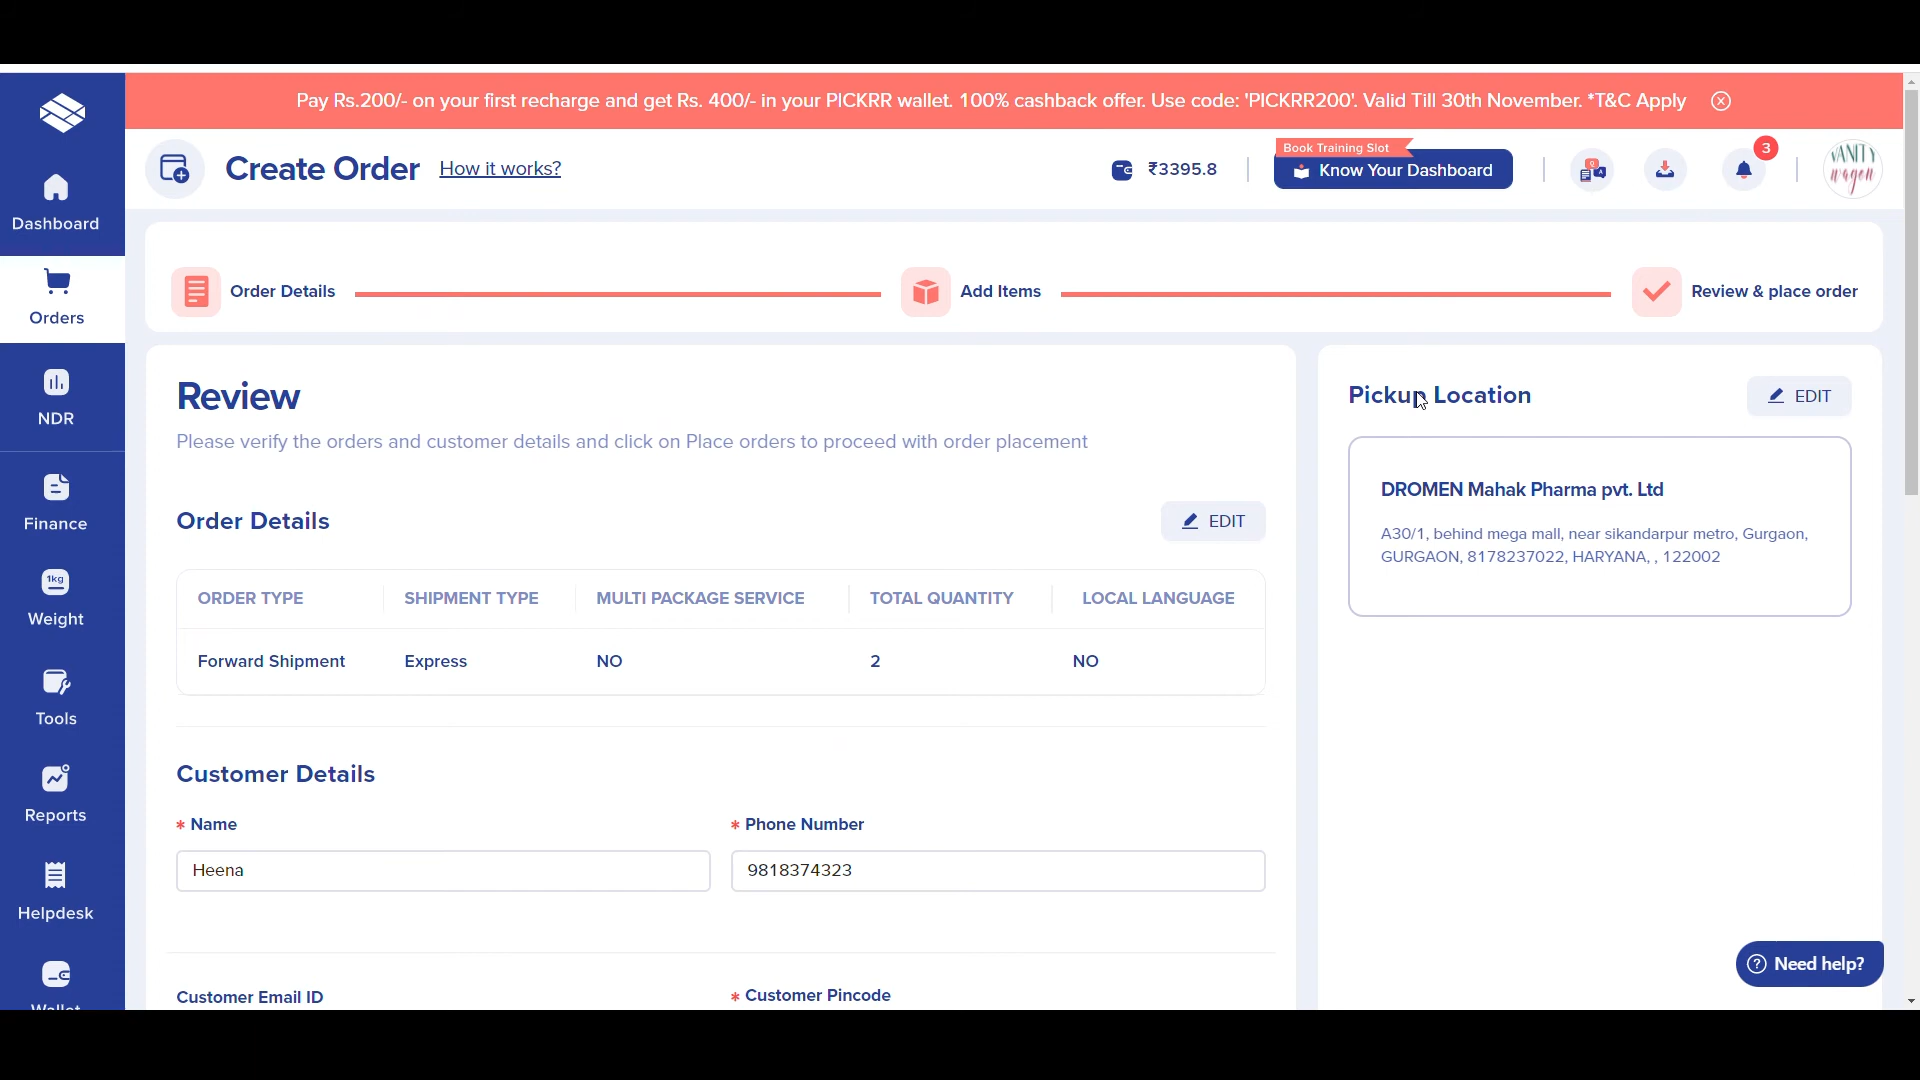 Pay Rs.200/- on your first recharge and get Rs. 400/- in your PICKRR wallet. 100% cashback offer. Use code: 'PICKRR200'. Valid Till 30th November. *T&C Apply
Create Order
How it works?
₹3395.8
Book Training Slot
Know Your Dashboard
3
VANITY
wagon
Dashboard
Orders
NDR
Finance
1kg
Weight
Tools
Reports
Helpdesk
Wallet
Order Details
Add Items
Review & place order
Review
Please verify the orders and customer details and click on Place orders to proceed with order placement
Order Details
EDIT
ORDER TYPE
SHIPMENT TYPE
MULTI PACKAGE SERVICE
TOTAL QUANTITY
LOCAL LANGUAGE
Forward Shipment
Express
NO
2
NO
Customer Details
* Name
* Phone Number
Heena
9818374323
Customer Email ID
* Customer Pincode
Pickup Location
EDIT
DROMEN Mahak Pharma pvt. Ltd
A30/1, behind mega mall, near sikandarpur metro, Gurgaon,
GURGAON, 8178237022, HARYANA, , 122002
? Need help?